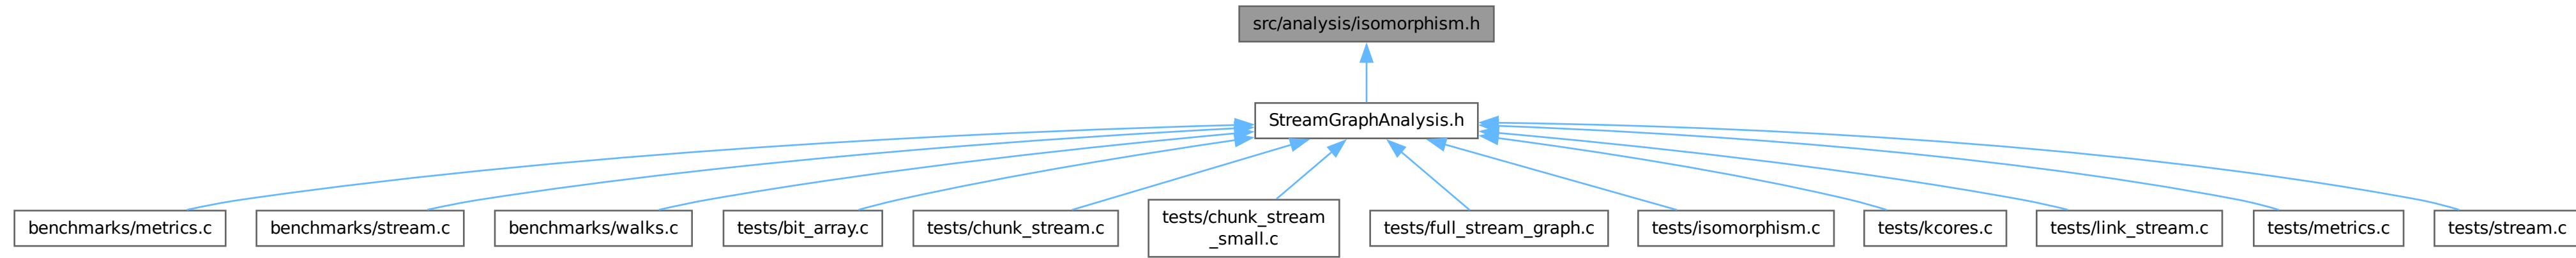 src/analysis/isomorphism.h
StreamGraphAnalysis.h
benchmarks/metrics.c
benchmarks/stream.c
benchmarks/walks.c
tests/bit_array.c
tests/chunk_stream.c
tests/chunk_stream
_small.c
tests/full_stream_graph.c
tests/isomorphism.c
tests/kcores.c
tests/link_stream.c
tests/metrics.c
tests/stream.c